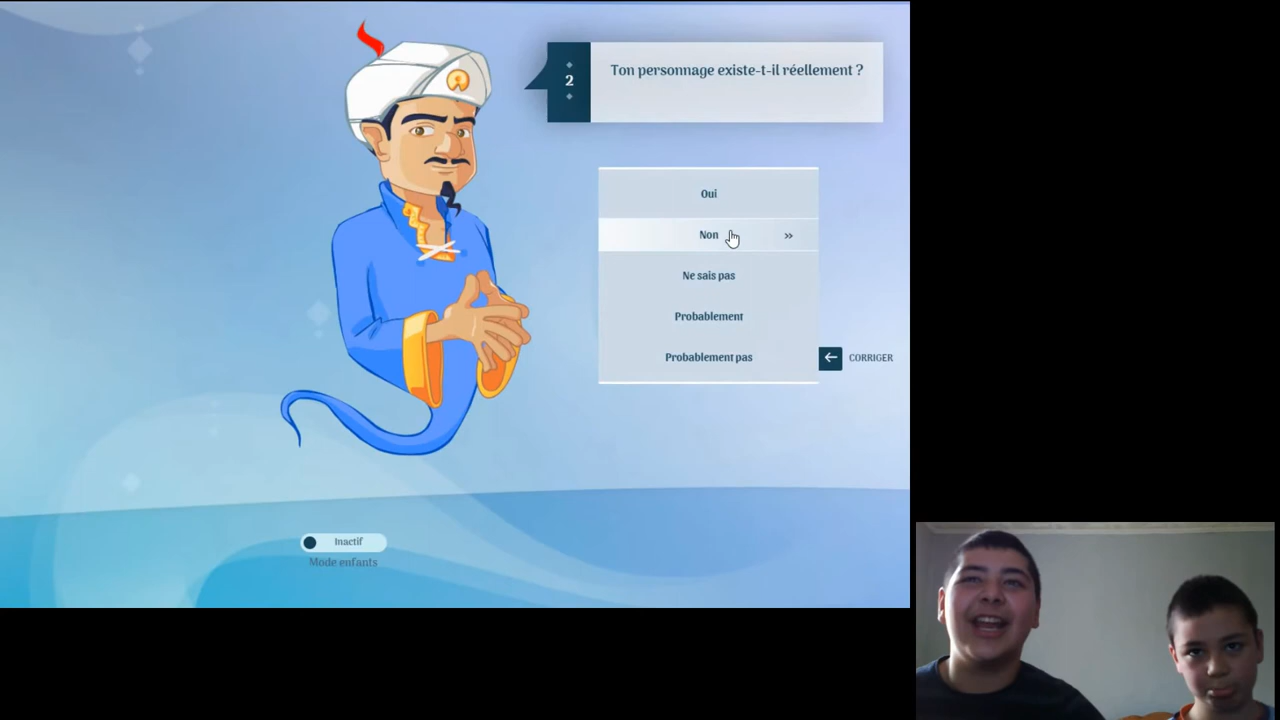 2
Ton personnage existe-t-il réellement ?
Oui
Non »
Ne sais pas
Probablement
Probablement pas
CORRIGER
Inactif
Mode enfants